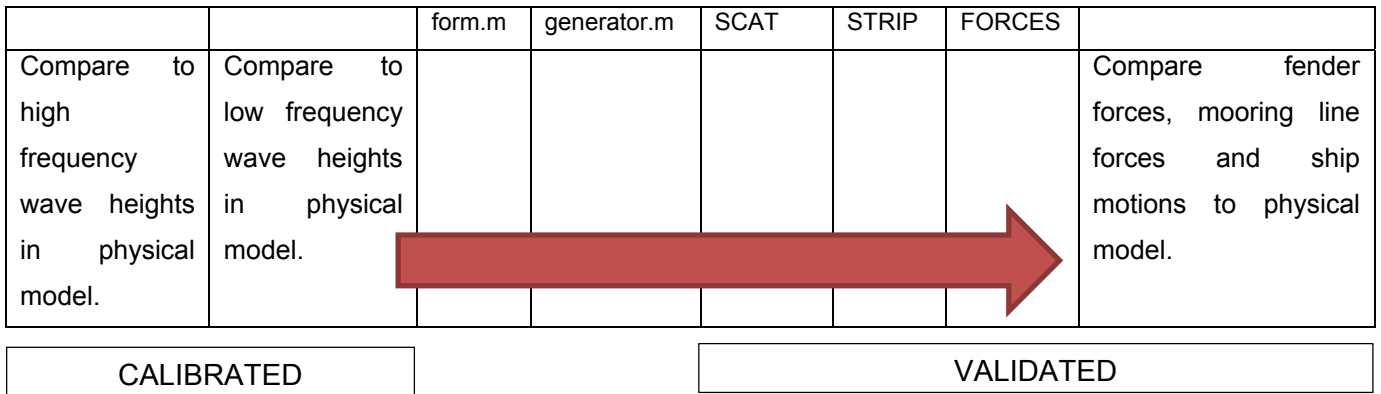 form.m generator.m SCAT STRIP FORCES
Compare to
high
frequency
wave heights
in physical
model.
Compare to
low frequency
wave heights
in physical
model.
Compare fender
forces, mooring line
forces and ship
motions to physical
model.
CALIBRATED
VALIDATED